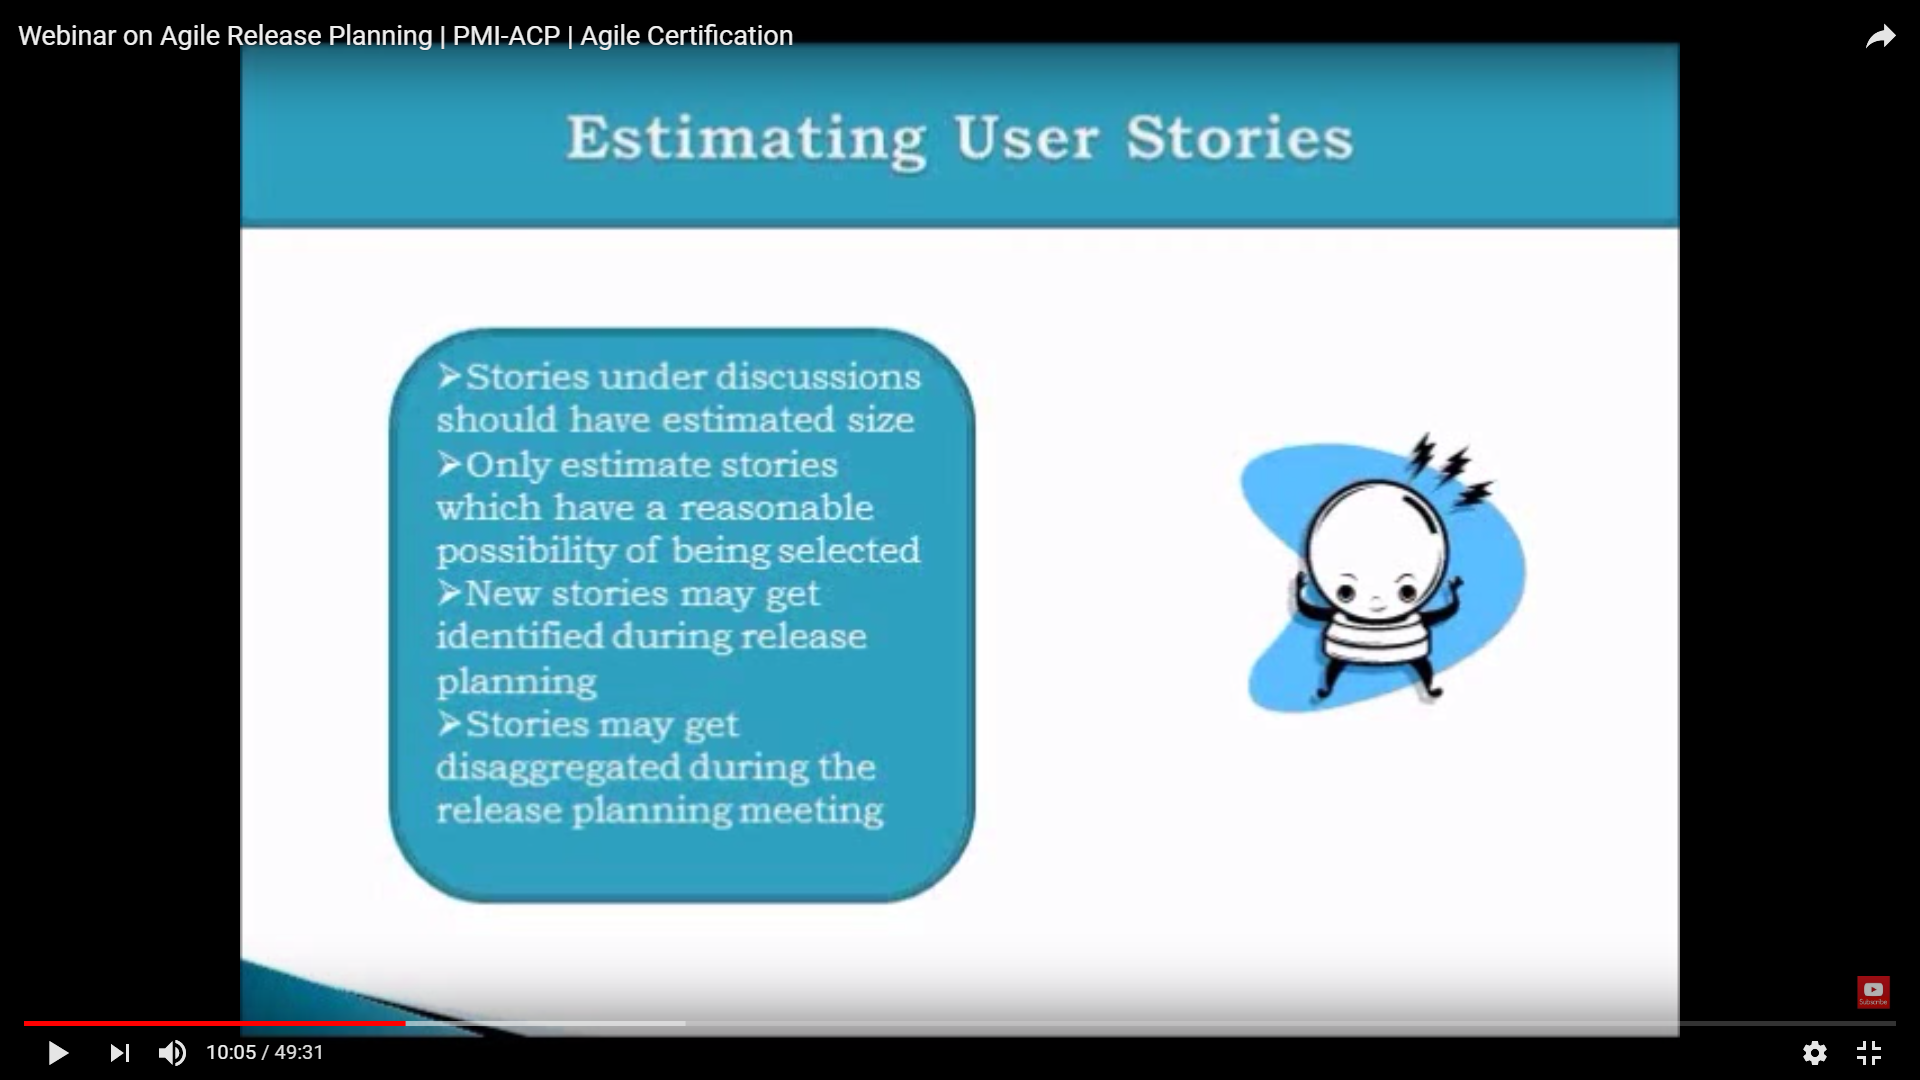 Webinar on Agile Release Planning | PMI-ACP | Agile Certification
Estimating User Stories
➢Stories under discussions
should have estimated size
➢Only estimate stories
which have a reasonable
possibility of being selected
➢New stories may get
identified during release
planning
➢Stories may get
disaggregated during the
release planning meeting
Subscribe
10:05 / 49:31